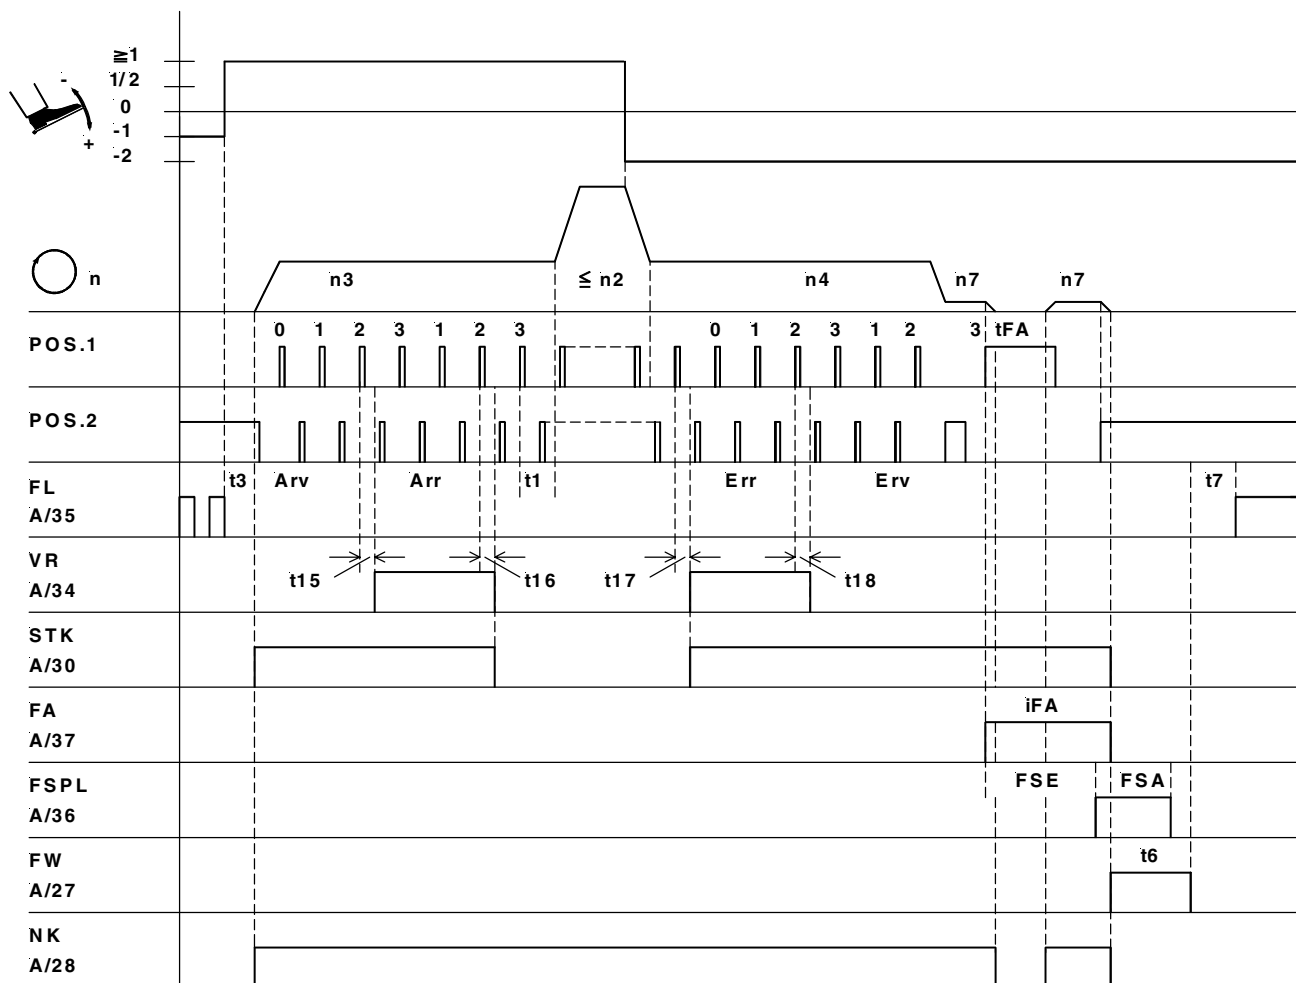 ≧1
- 1/2
0
-1
+
-2
n
n3 ≦ n2 n4 n7 n7
0 1 2 3 1 2 3 0 1 2 3 1 2 3 tFA
POS.1
POS.2
t3 Arv Arr t1 Err Erv t7
FL
A/35
VR
t15 t16 t17 t18
A/34
STK
A/30
FA iFA
A/37
FSPL FSE FSA
A/36
FW t6
A/27
NK
A/28